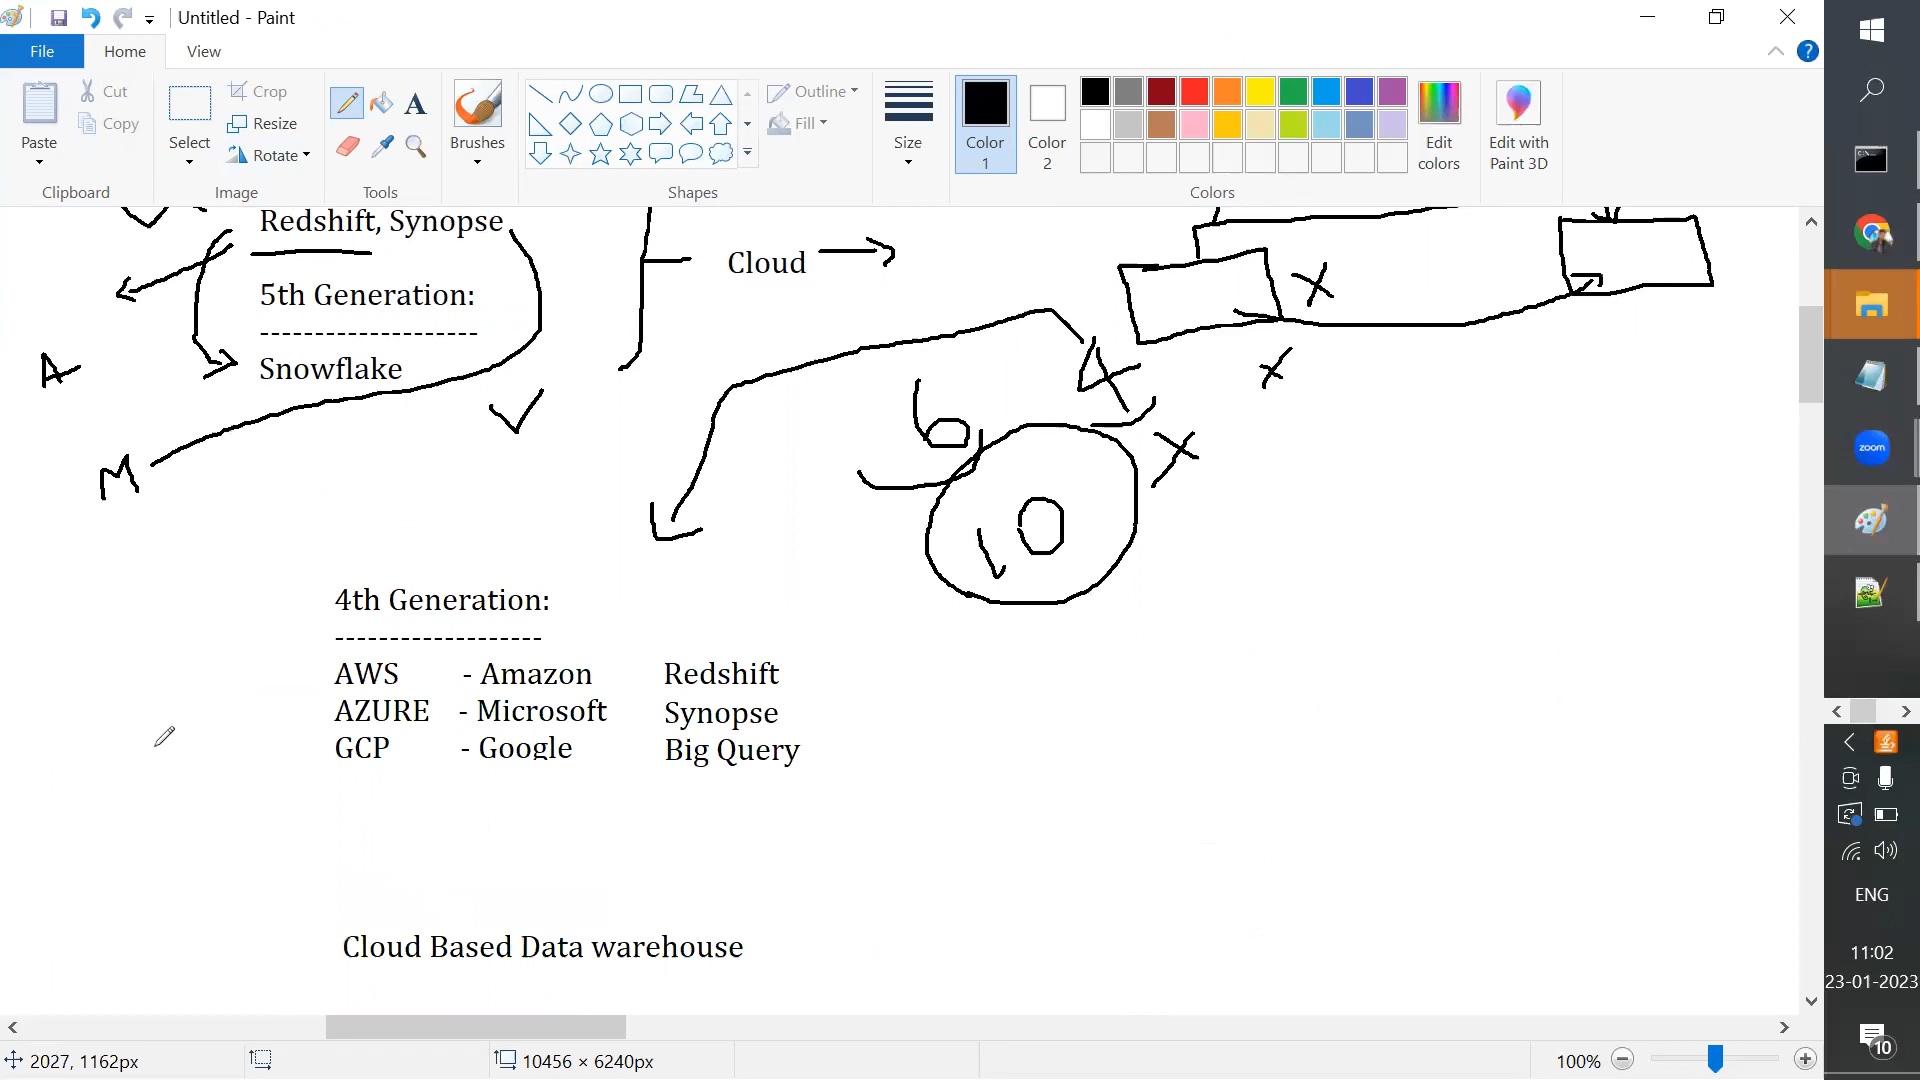 Untitled - Paint
File
Home
View
Paste
Cut
Copy
Clipboard
Select
Crop
Resize
Rotate
Image
A
Tools
Brushes
Shapes
Outline
Fill
Size
Color
1
Color
2
Edit
colors
Colors
Edit with
Paint 3D
?
Redshift, Synopse
5th Generation:
-------------------
Snowflake
Cloud
A
M
4th Generation:
-------------------
AWS - Amazon Redshift
AZURE - Microsoft Synopse
GCP - Google Big Query
Cloud Based Data warehouse
zoom
ENG
11:02
23-01-2023
10
2027, 1162px
10456 × 6240px
100%